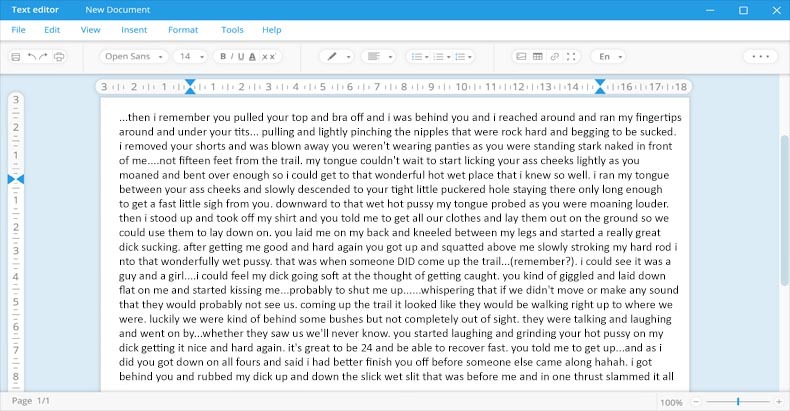 Text editor New Document
File Edit View Insert Format Tools Help
Open Sans 14 B I U A x x² En
3 2 1 1 2 3 4 5 6 7 8 9 10 11 12 13 14 16 17 18
...then i remember you pulled your top and bra off and i was behind you and i reached around and ran my fingertips
around and under your tits... pulling and lightly pinching the nipples that were rock hard and begging to be sucked.
i removed your shorts and was blown away you weren't wearing panties as you were standing stark naked in front
of me....not fifteen feet from the trail. my tongue couldn't wait to start licking your ass cheeks lightly as you
moaned and bent over enough so i could get to that wonderful hot wet place that i knew so well. i ran my tongue
between your ass cheeks and slowly descended to your tight little puckered hole staying there only long enough
to get a fast little sigh from you. downward to that wet hot pussy my tongue probed as you were moaning louder.
then i stood up and took off my shirt and you told me to get all our clothes and lay them out on the ground so we
could use them to lay down on. you laid me on my back and kneeled between my legs and started a really great
dick sucking. after getting me good and hard again you got up and squatted above me slowly stroking my hard rod i
nto that wonderfully wet pussy. that was when someone DID come up the trail...(remember?). i could see it was a
guy and a girl....i could feel my dick going soft at the thought of getting caught. you kind of giggled and laid down
flat on me and started kissing me...probably to shut me up......whispering that if we didn't move or make any sound
that they would probably not see us. coming up the trail it looked like they would be walking right up to where we
were. luckily we were kind of behind some bushes but not completely out of sight. they were talking and laughing
and went on by...whether they saw us we'll never know. you started laughing and grinding your hot pussy on my
dick getting it nice and hard again. it's great to be 24 and be able to recover fast. you told me to get up...and as i
did you got down on all fours and said i had better finish you off before someone else came along hahah. i got
behind you and rubbed my dick up and down the slick wet slit that was before me and in one thrust slammed it all
3
2
1
1
2
3
4
5
6
7
8
Page 1/1 100%